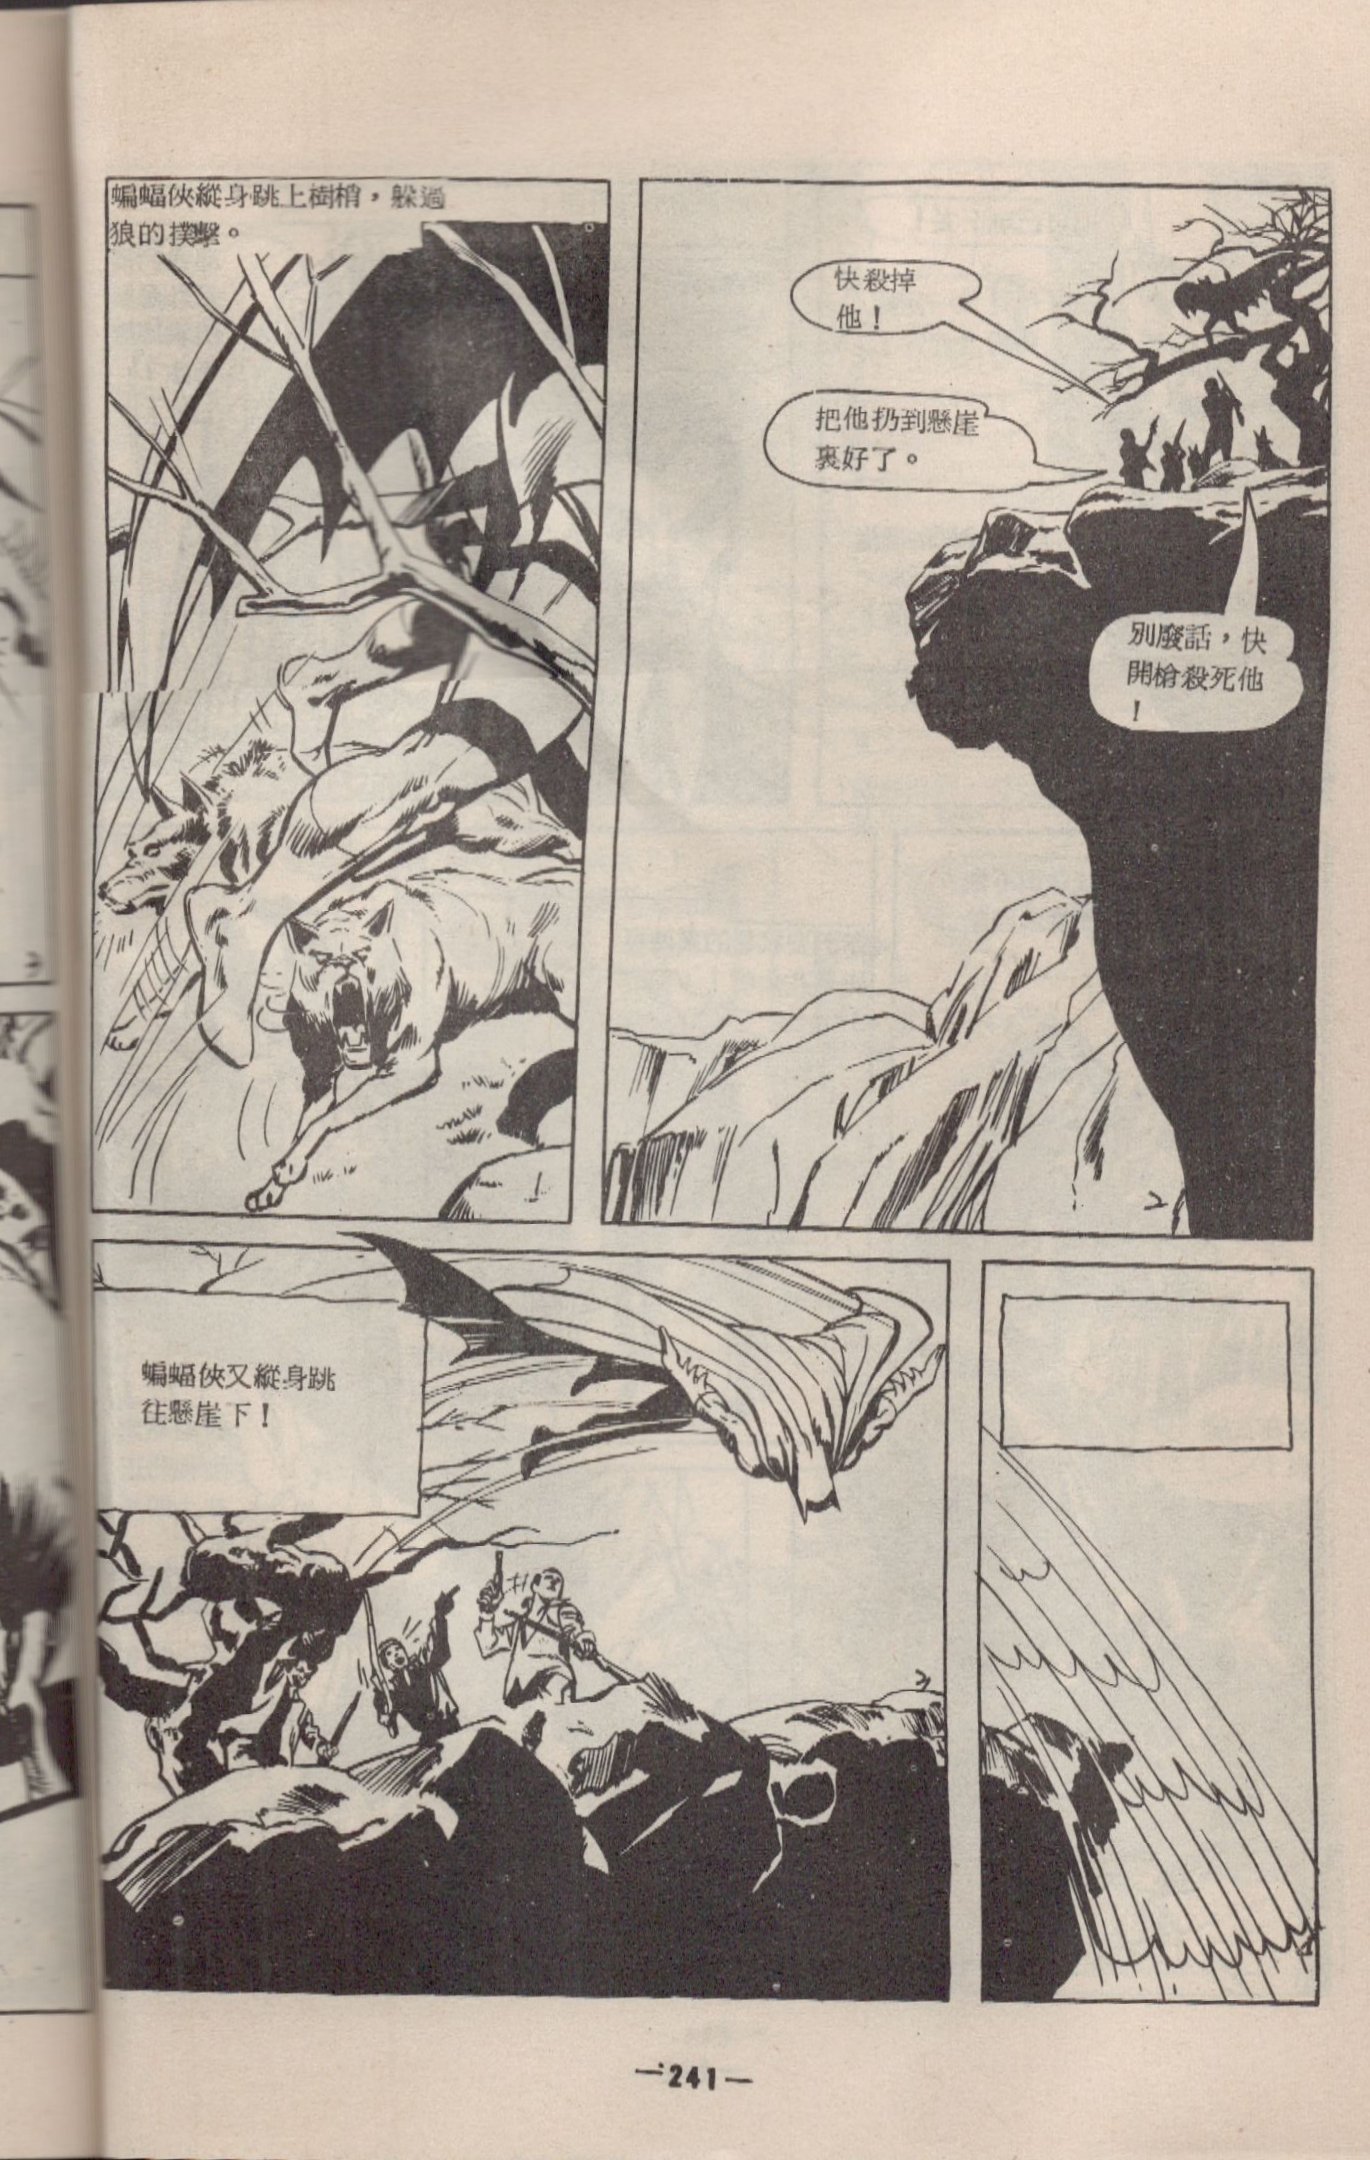 蝙蝠俠縱身跳上樹梢，躲過
狼的撲擊。
快殺掉
他！
把他扔到懸崖
裏好了。
別廢話，快
開槍殺死他
！
2
蝙蝠俠又縱身跳
往懸崖下！
2
—241—